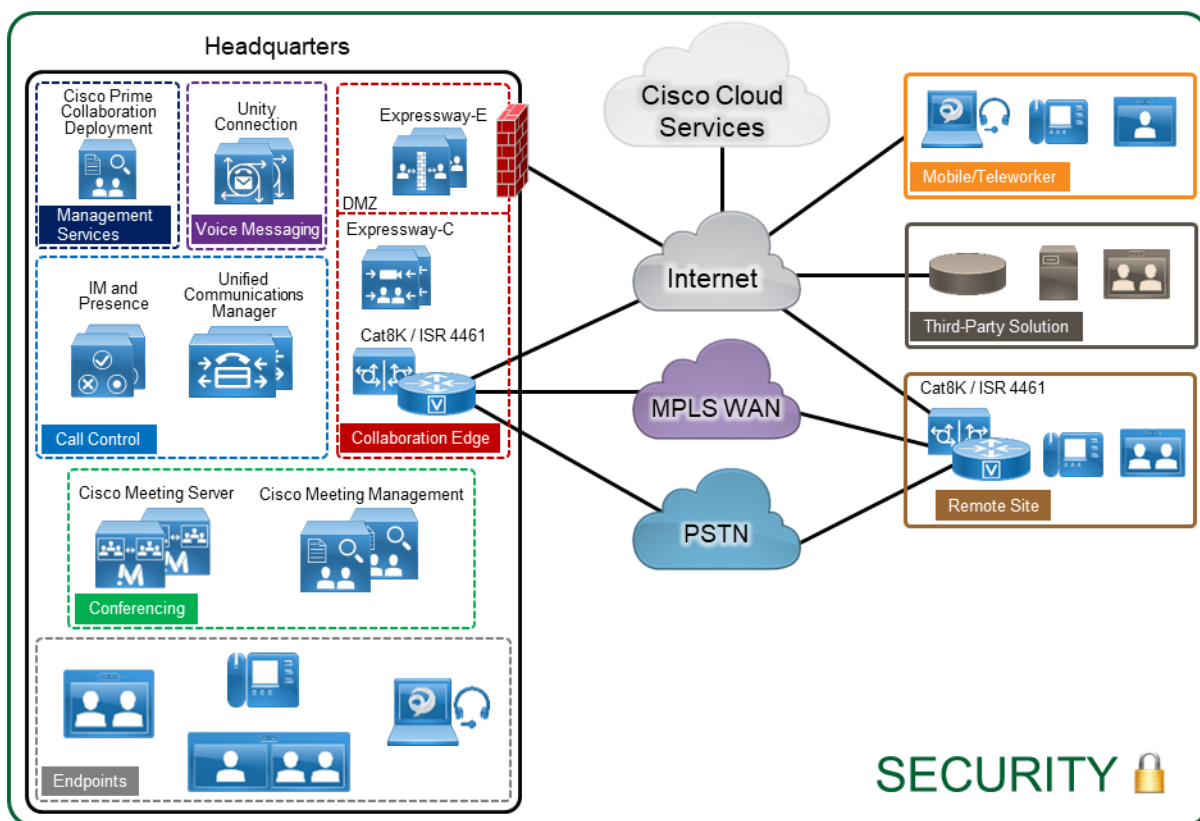 Headquarters
Cisco Prime
Collaboration
Deployment
Management
Services
Unity
Connection
Voice Messaging
Expressway-E
DMZ
Expressway-C
Cat8K / ISR 4461
V
Collaboration Edge
IM and
Presence
Unified
Communications
Manager
Call Control
Cisco Meeting Server
M
M
Cisco Meeting Management
Conferencing
Endpoints
Cisco Cloud
Services
Internet
MPLS WAN
PSTN
Mobile/Teleworker
Third-Party Solution
Cat8K / ISR 4461
V
Remote Site
SECURITY